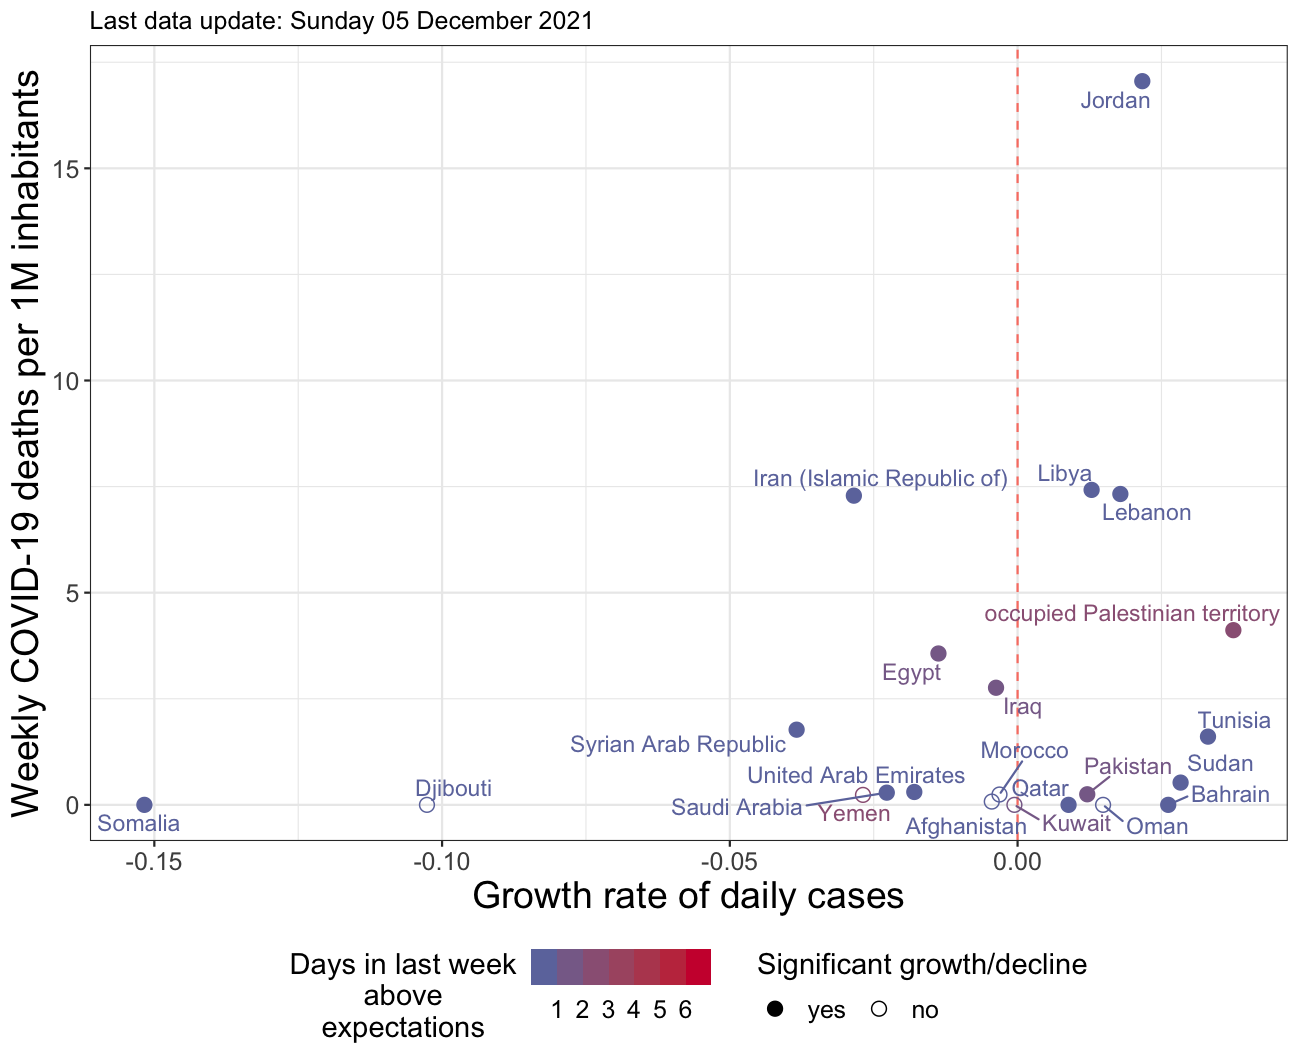 Last data update: Sunday 05 December 2021
Weekly COVID-19 deaths per 1M inhabitants
15
10
5
0
Jordan
Iran (Islamic Republic of)
Libya
Lebanon
occupied Palestinian territory
Egypt
Iraq
Tunisia
Syrian Arab Republic
Morocco
Sudan
Pakistan
United Arab Emirates
Djibouti
Qatar
Bahrain
Saudi Arabia
Yemen
Somalia
Afghanistan
Kuwait
Oman
-0.15
-0.10
-0.05
0.00
Growth rate of daily cases
Days in last week
above
expectations
1 2 3 4 5 6
Significant growth/decline
yes
no